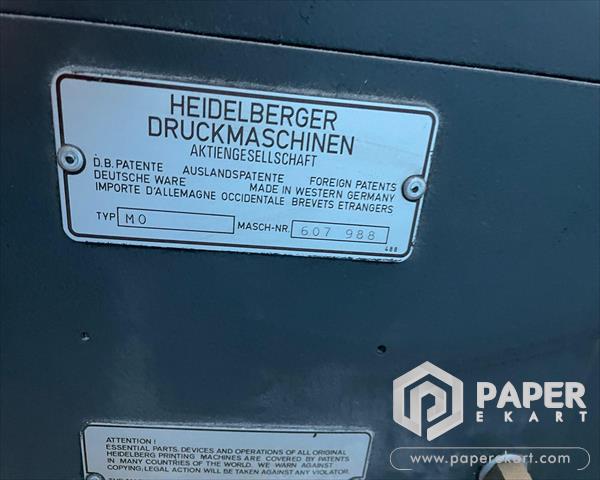 HEIDELBERGER
DRUCKMASCHINEN
AKTIENGESELLSCHAFT
D.B. PATENTE AUSLANDSPATENTE FOREIGN PATENTS
DEUTSCHE WARE MADE IN WESTERN GERMANY
IMPORTE D'ALLEMAGNE OCCIDENTALE BREVETS ETRANGERS
TYP MO MASCH-NR. 607 988
488
PAPER
EKART
www.paperekart.com
ATTENTION!
ESSENTIAL PARTS, DEVICES AND OPERATIONS OF ALL ORIGINAL
HEIDELBERG PRINTING MACHINES ARE COVERED BY PATENTS
IN MANY COUNTRIES OF THE WORLD. WE WARN AGAINST
COPYING; LEGAL ACTION WILL BE TAKEN AGAINST ANY VIOLATOR.